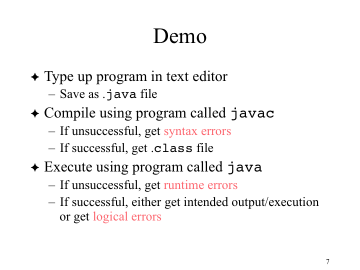 Demo
✦ Type up program in text editor
– Save as .java file
✦ Compile using program called javac
– If unsuccessful, get syntax errors
– If successful, get .class file
✦ Execute using program called java
– If unsuccessful, get runtime errors
– If successful, either get intended output/execution
or get logical errors
7